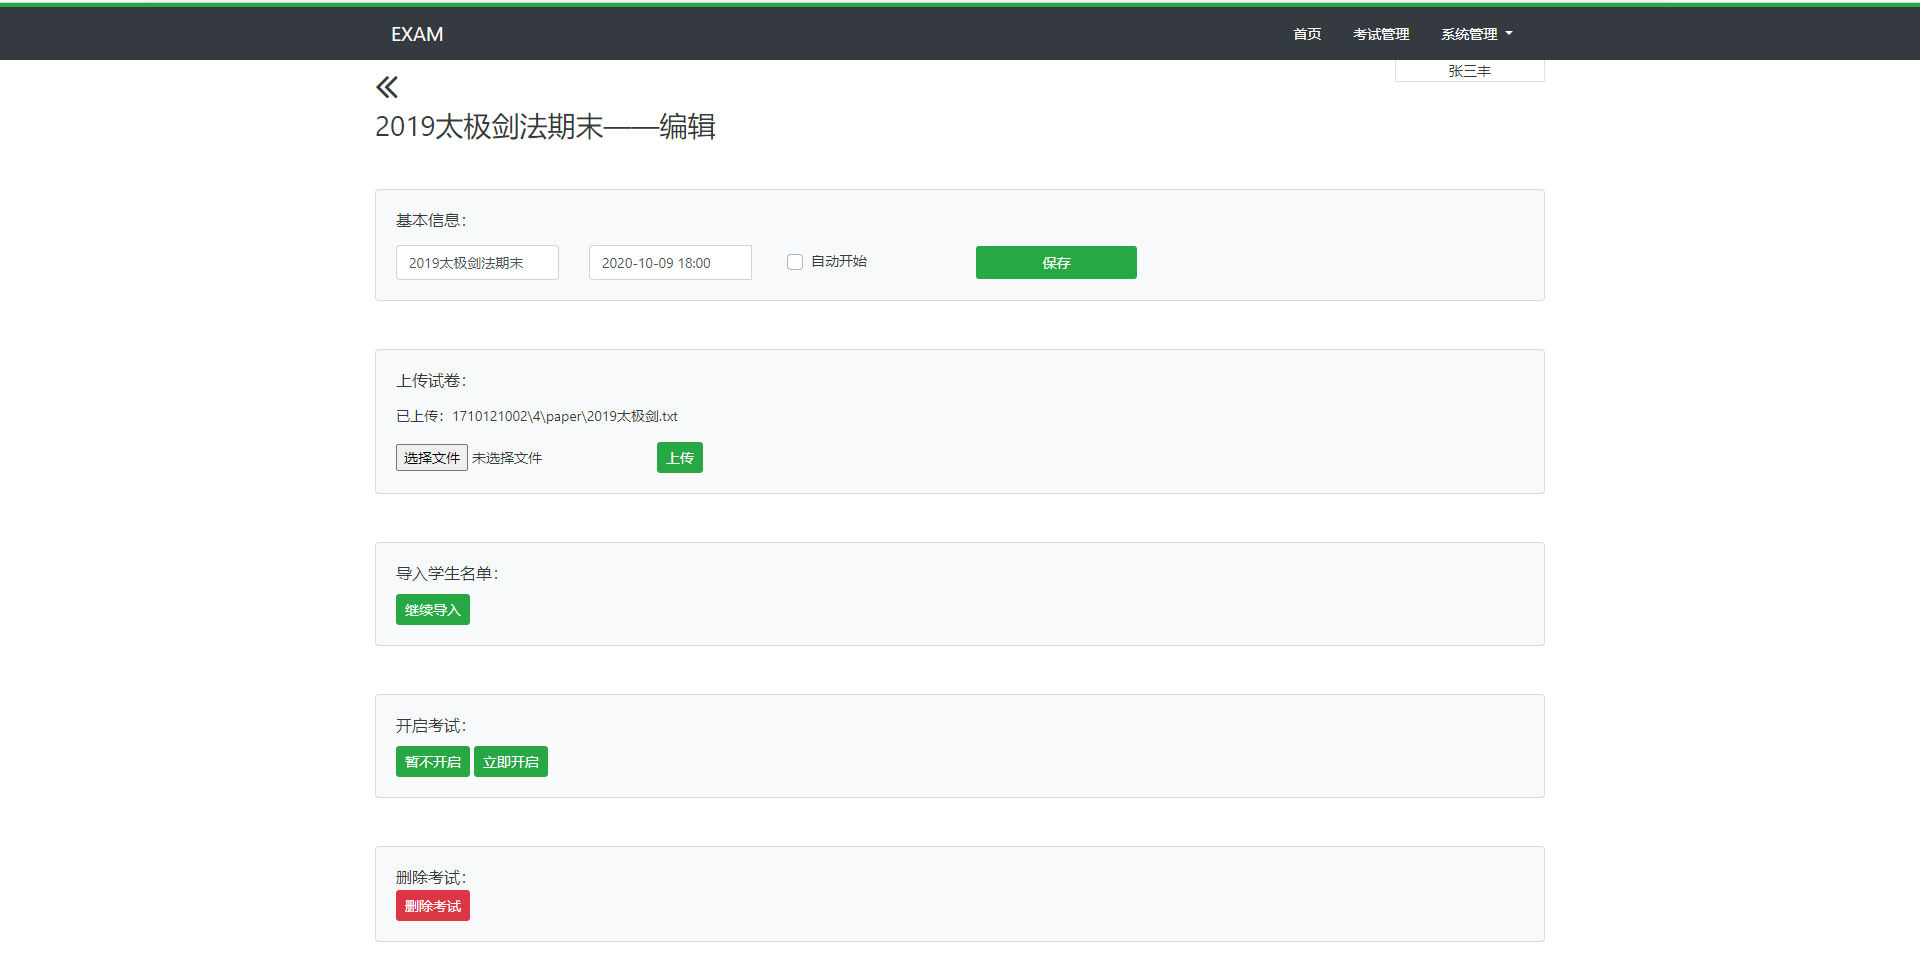 EXAM 首页 考试管理 系统管理
张三丰
2019太极剑法期末——编辑
基本信息：
2019太极剑法期末 2020-10-09 18:00 自动开始 保存
上传试卷：
已上传：1710121002\4\paper\2019太极剑.txt
选择文件 未选择文件 上传
导入学生名单：
继续导入
开启考试：
暂不开启 立即开启
删除考试：
删除考试